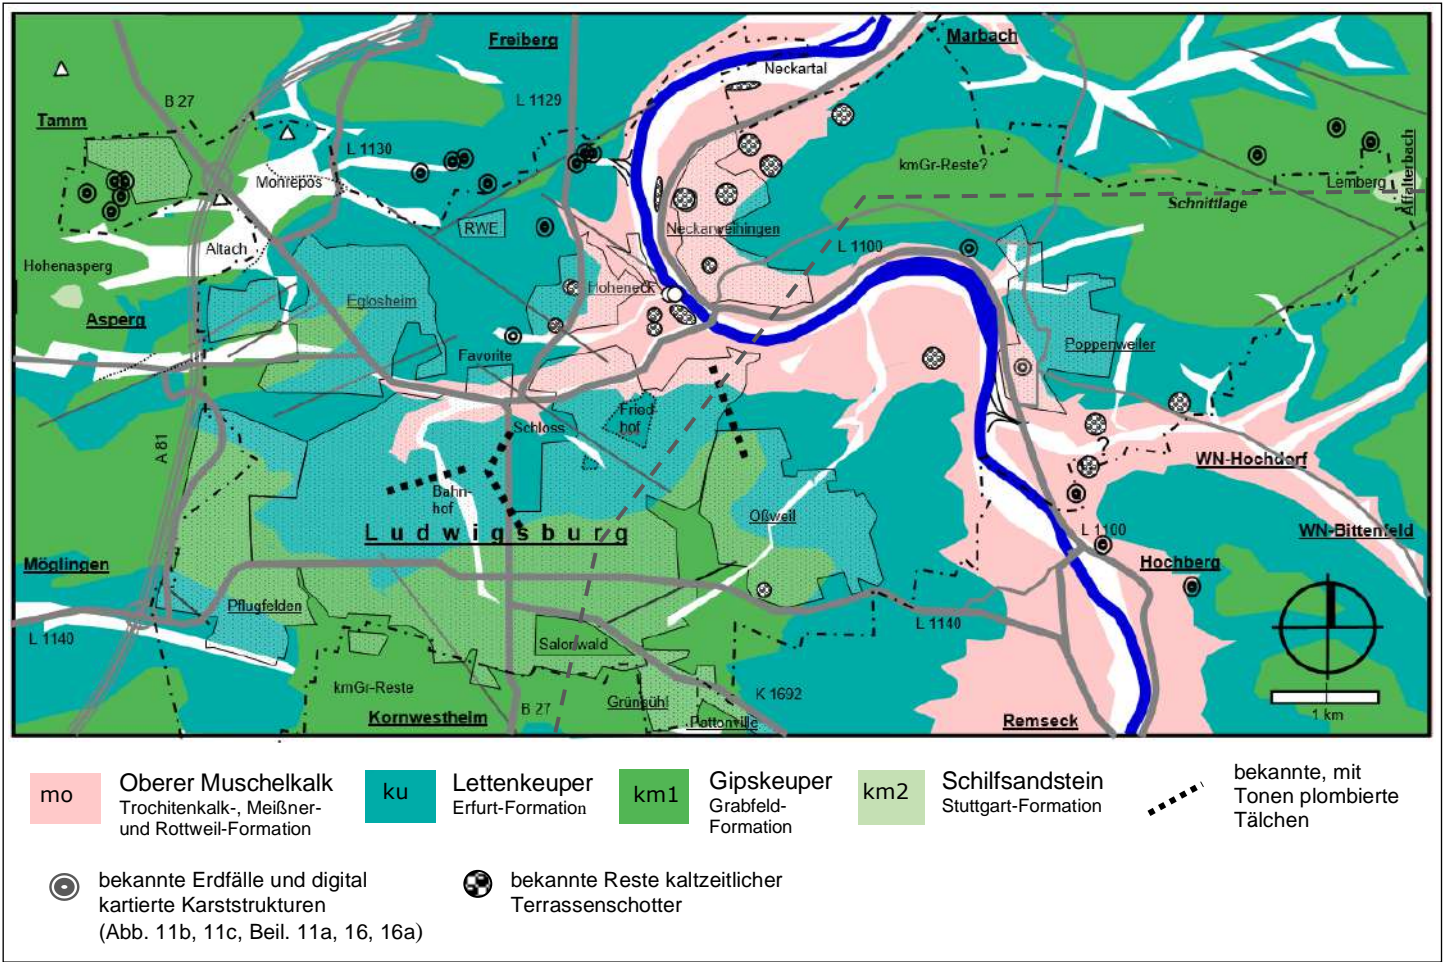 Freiberg
Marbach
Neckartal
B 27
L 1129
Tamm
L 1130
Monrepos
kmGr-Reste?
Lemberg
Affalterbach
Schnittlage
RWE
Neckarweihingen
Altach
L 1100
Hohenasperg
Hoheneck
Eglosheim
Asperg
Poppenweiler
Favorite
Fried
hof
Schloss
A 81
?
WN-Hochdorf
Bahn-
hof
Oßweil
Ludwigsburg
L 1100
WN-Bittenfeld
Möglingen
Hochberg
Pflugfelden
L 1140
L 1140
Salonwald
kmGr-Reste
Grünbühl
K 1692
Kornwestheim
B 27
Pattonville
Remseck
1 km
mo
Oberer Muschelkalk
Trochitenkalk-, Meißner-
und Rottweil-Formation
ku
Lettenkeuper
Erfurt-Formation
km1
Gipskeuper
Grabfeld-
Formation
km2
Schilfsandstein
Stuttgart-Formation
bekannte, mit
Tonen plombierte
Tälchen
bekannte Erdfälle und digital
kartierte Karststrukturen
(Abb. 11b, 11c, Beil. 11a, 16, 16a)
bekannte Reste kaltzeitlicher
Terrassenschotter